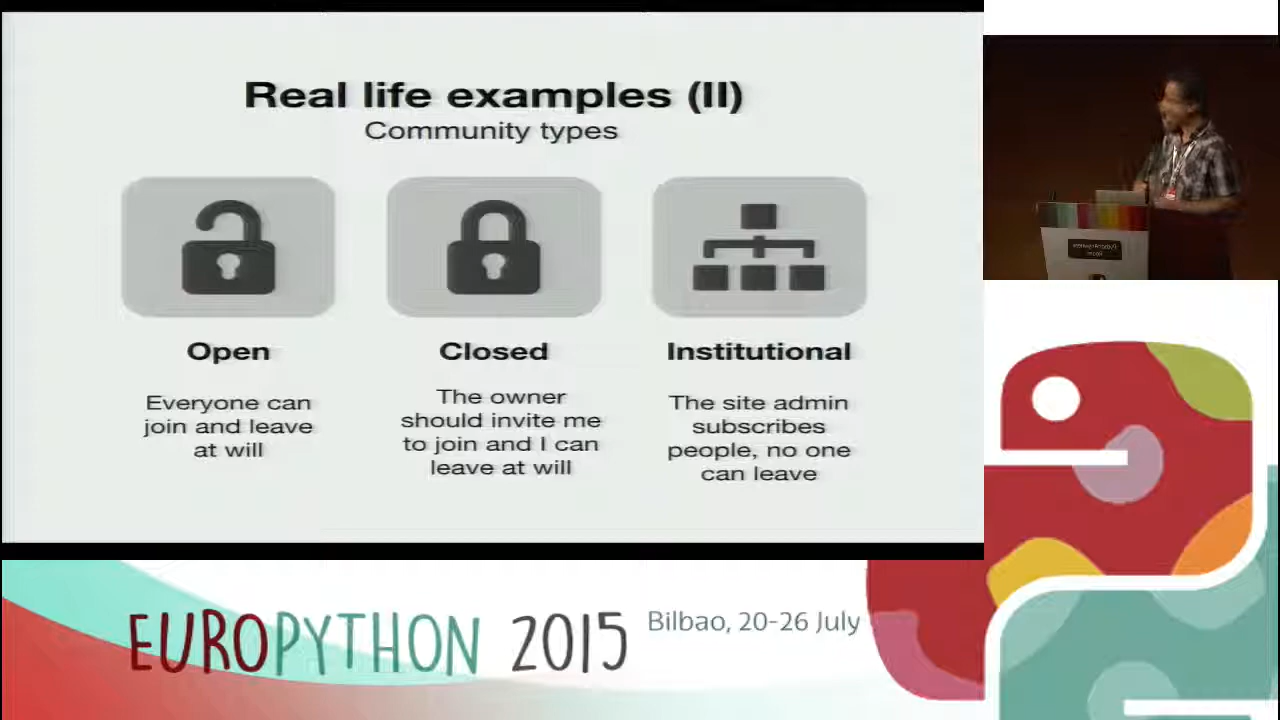 Real life examples (II)
Community types
Open
Everyone can
join and leave
at will
Closed
The owner
should invite me
to join and I can
leave at will
Institutional
The site admin
subscribes
people, no one
can leave
EUROPYTHON 2015
Bilbao, 20-26 July